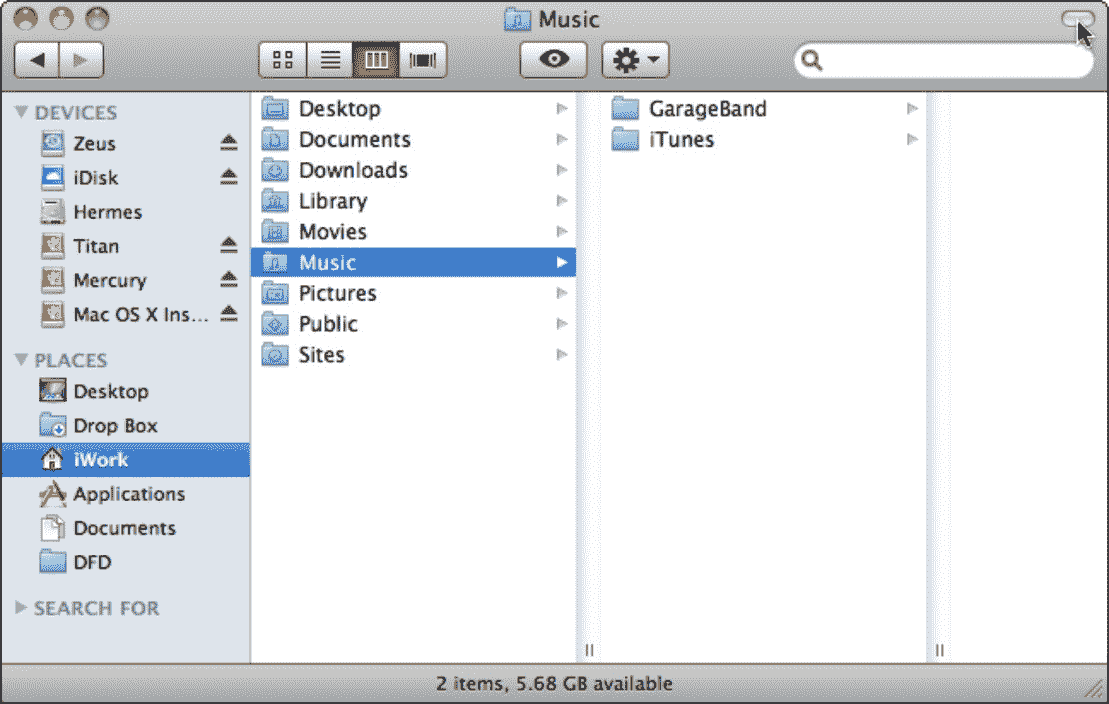 Music
DEVICES
Zeus
iDisk
Hermes
Titan
Mercury
Mac OS X Ins...
PLACES
Desktop
Drop Box
iWork
Applications
Documents
DFD
SEARCH FOR
Desktop
Documents
Downloads
Library
Movies
Music
Pictures
Public
Sites
GarageBand
iTunes
2 items, 5.68 GB available